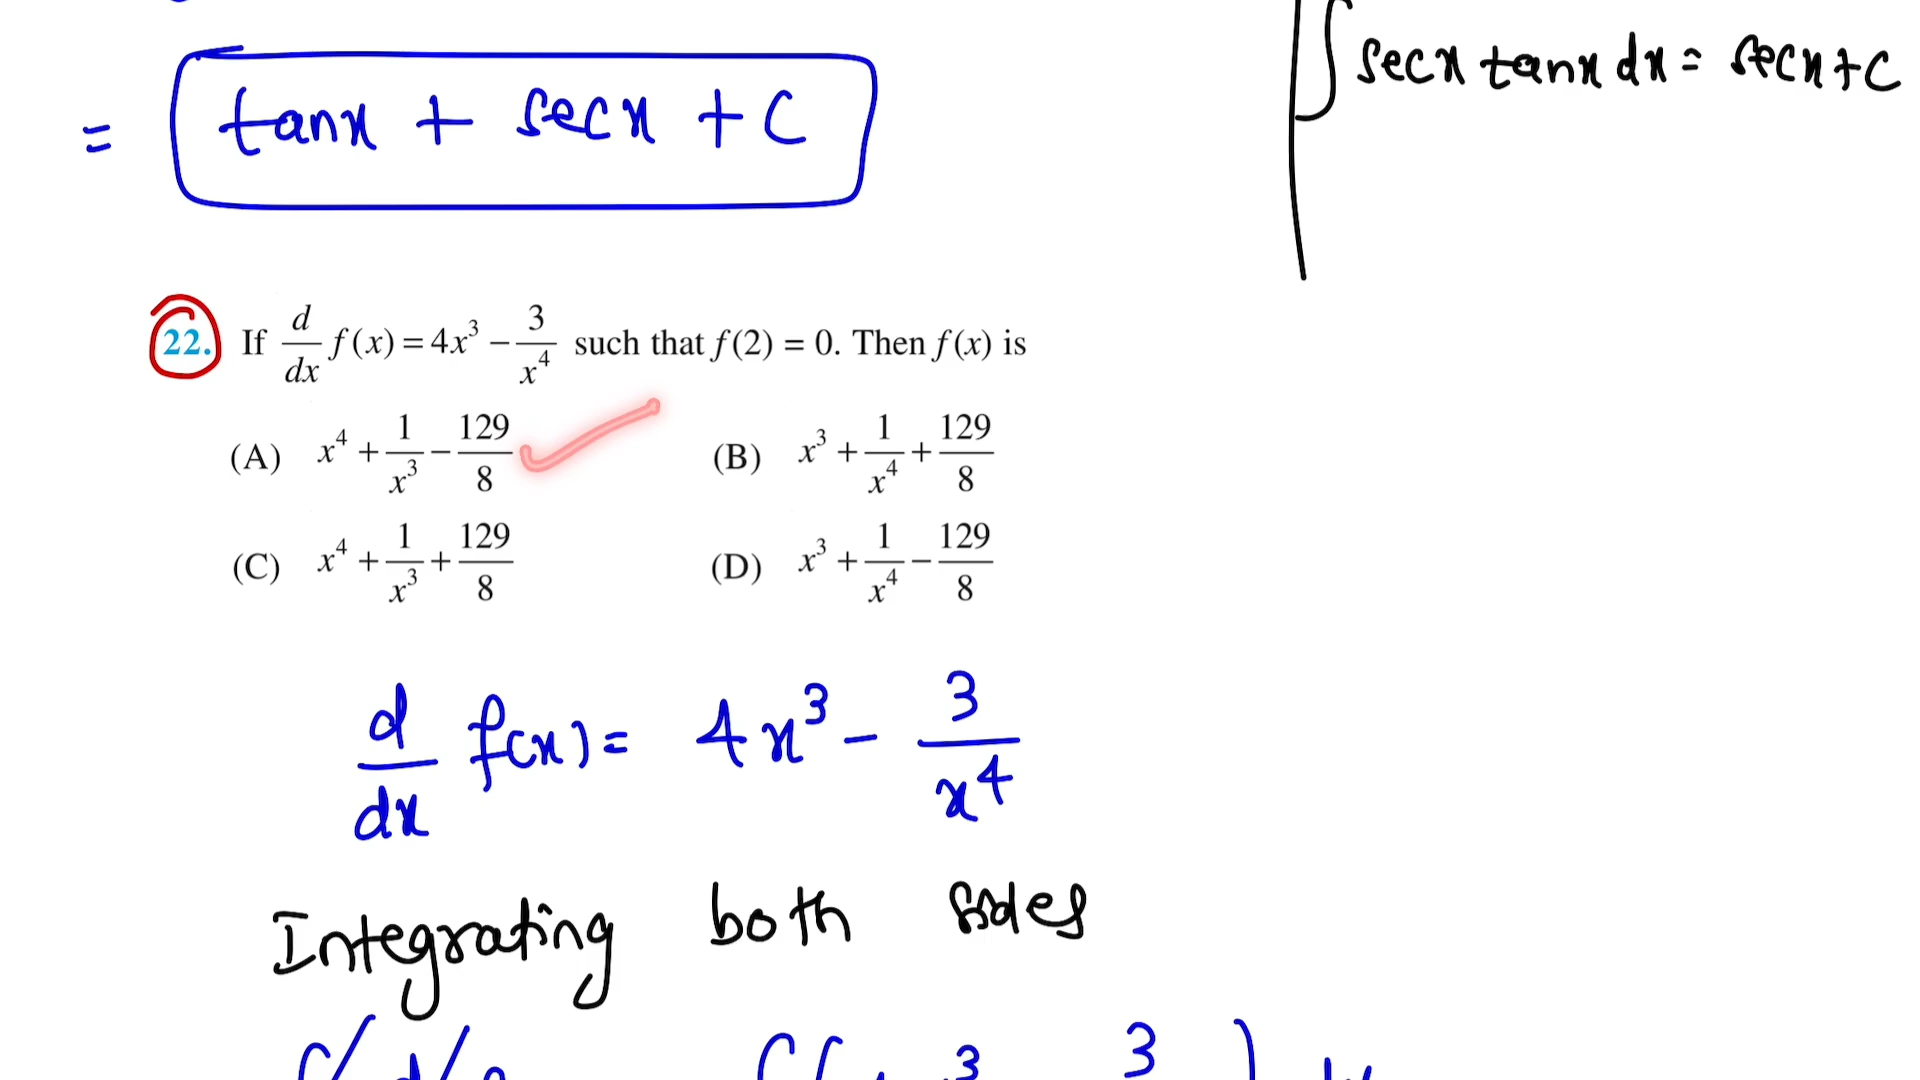 ∫ secx tanx dx = secx + C
= tanx + secx + C
22. If d/dx f(x) = 4x³ − 3/x⁴ such that f(2) = 0. Then f(x) is
(A) x⁴ + 1/x³ − 129/8 (B) x³ + 1/x⁴ + 129/8
(C) x⁴ + 1/x³ + 129/8 (D) x³ + 1/x⁴ − 129/8
d/dx f(x) = 4x³ − 3/x⁴
Integrating both sides